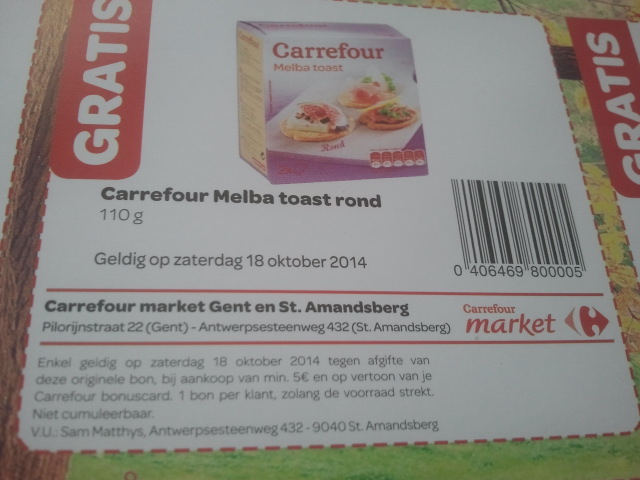 GRATIS
Carrefour
Melba toast
Rond
GRATIS
Carrefour Melba toast rond
110 g
Geldig op zaterdag 18 oktober 2014
0 406469 800005
Carrefour market Gent en St. Amandsberg
Pilorijnstraat 22 (Gent) - Antwerpsesteenweg 432 (St. Amandsberg)
Carrefour
market
Enkel geldig op zaterdag 18 oktober 2014 tegen afgifte van
deze originele bon, bij aankoop van min. 5€ en op vertoon van je
Carrefour bonuscard. 1 bon per klant, zolang de voorraad strekt.
Niet cumuleerbaar.
V.U.: Sam Matthys, Antwerpsesteenweg 432 - 9040 St. Amandsberg